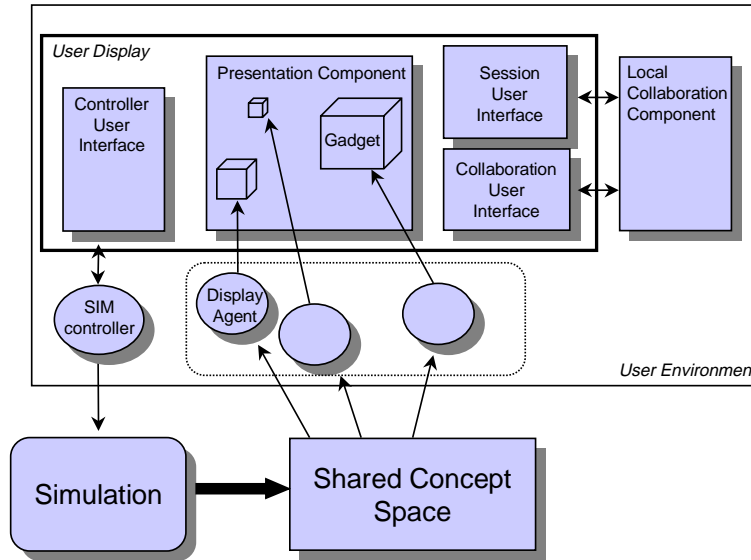 User Display
Presentation Component
Session
User
Interface
Local
Collaboration
Component
Controller
User
Interface
Gadget
Collaboration
User
Interface
SIM
controller
Display
Agent
User Environmen
Simulation
Shared Concept
Space